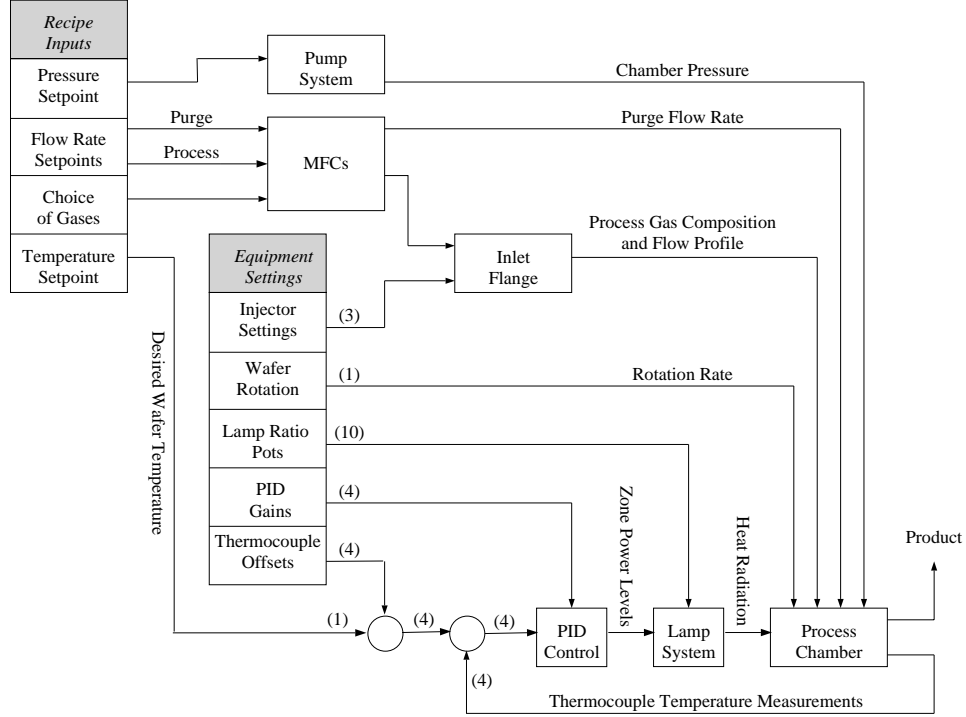 Recipe
Inputs
Pressure
Setpoint
Flow Rate
Setpoints
Choice
of Gases
Temperature
Setpoint
Purge
Process
Pump
System
MFCs
Chamber Pressure
Purge Flow Rate
Process Gas Composition
and Flow Profile
Inlet
Flange
Equipment
Settings
Injector
Settings
Wafer
Rotation
Lamp Ratio
Pots
PID
Gains
Thermocouple
Offsets
(3)
(1)
(10)
(4)
(4)
Rotation Rate
Desired Wafer Temperature
Zone Power Levels
Heat Radiation
Product
(1)
(4)
(4)
PID
Control
Lamp
System
Process
Chamber
(4)
Thermocouple Temperature Measurements